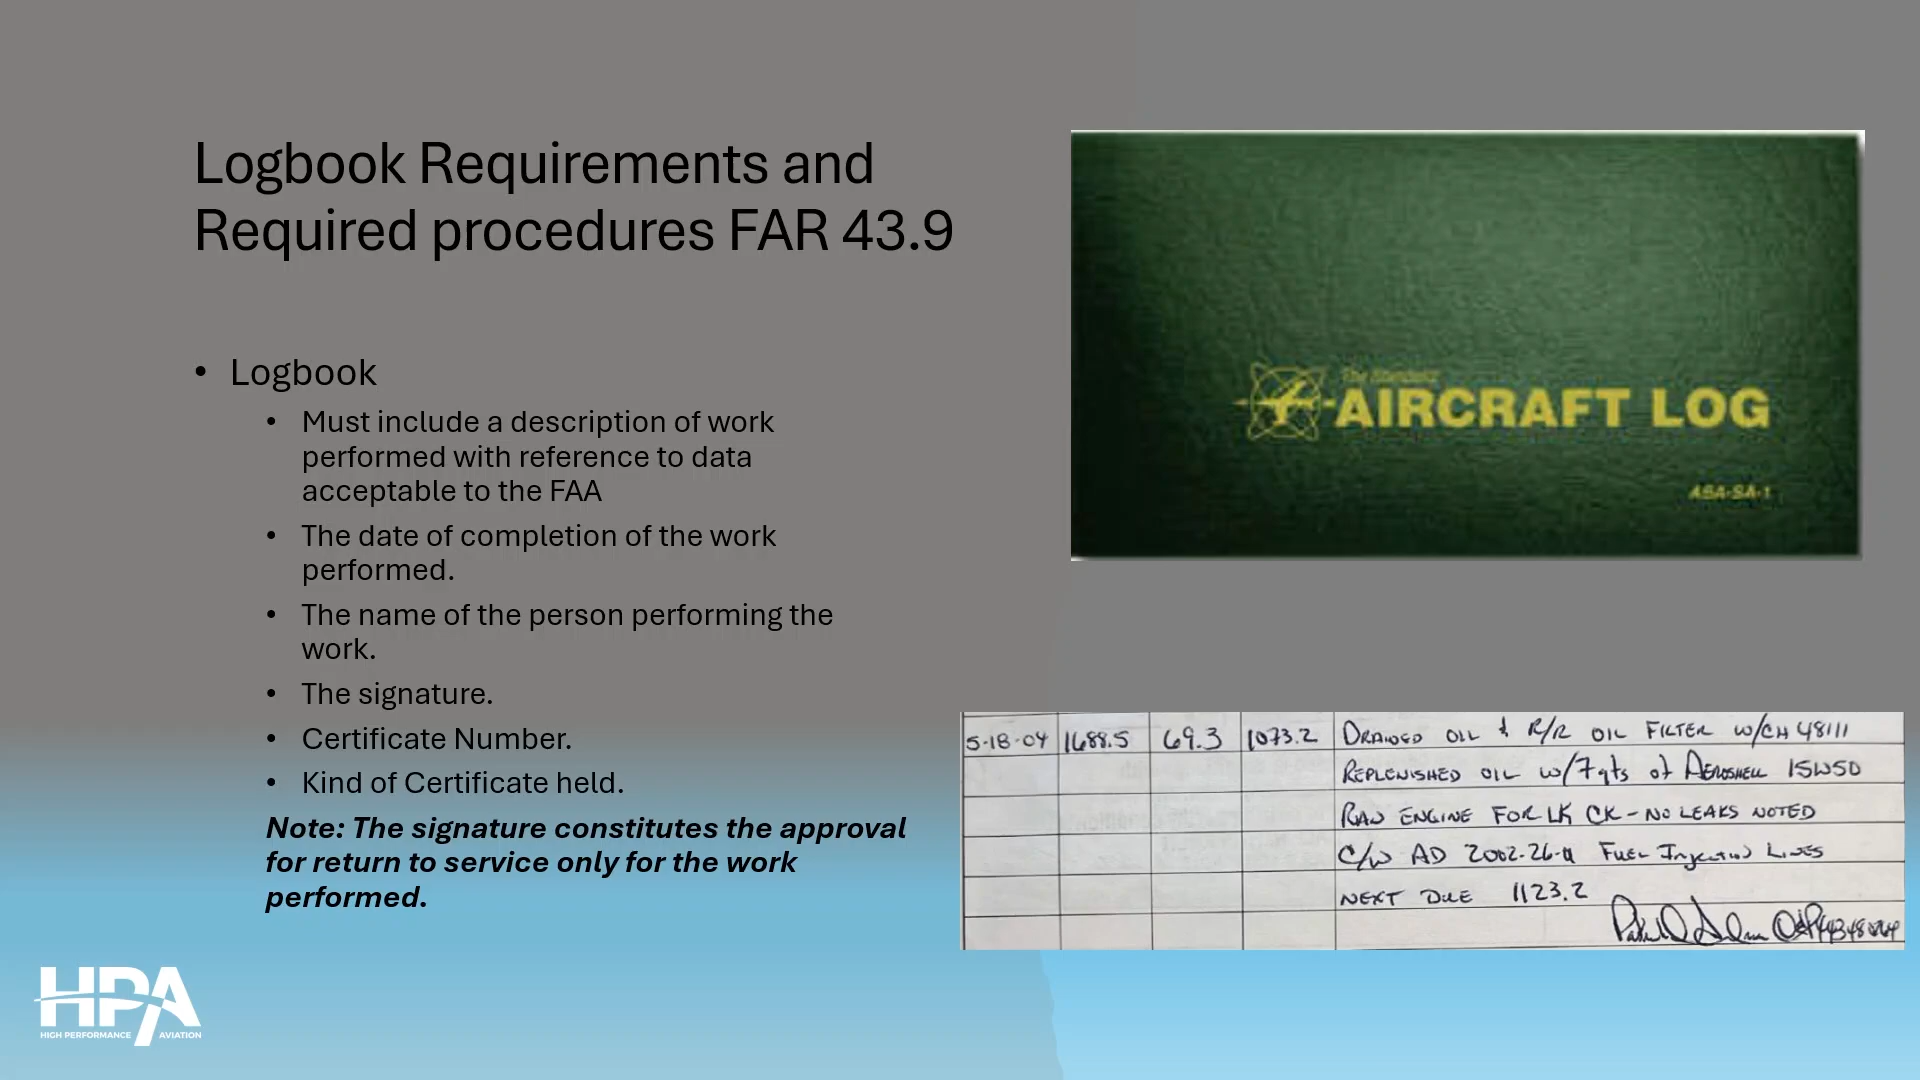 Logbook Requirements and
Required procedures FAR 43.9
• Logbook
• Must include a description of work
performed with reference to data
acceptable to the FAA
• The date of completion of the work
performed.
• The name of the person performing the
work.
• The signature.
• Certificate Number.
• Kind of Certificate held.
Note: The signature constitutes the approval
for return to service only for the work
performed.
The Standard
AIRCRAFT LOG
ASA-SA-1
5-18-04 1688.5 69.3 1073.2 DRAINED OIL & R/R OIL FILTER W/CH 48111
REPLENISHED OIL W/7 qts of AEROSHELL 15W50
RAN ENGINE FOR LK CK - NO LEAKS NOTED
C/W AD 2002-26-01 FUEL INJECTION LINES
NEXT DUE 1123.2
HPA
HIGH PERFORMANCE AVIATION